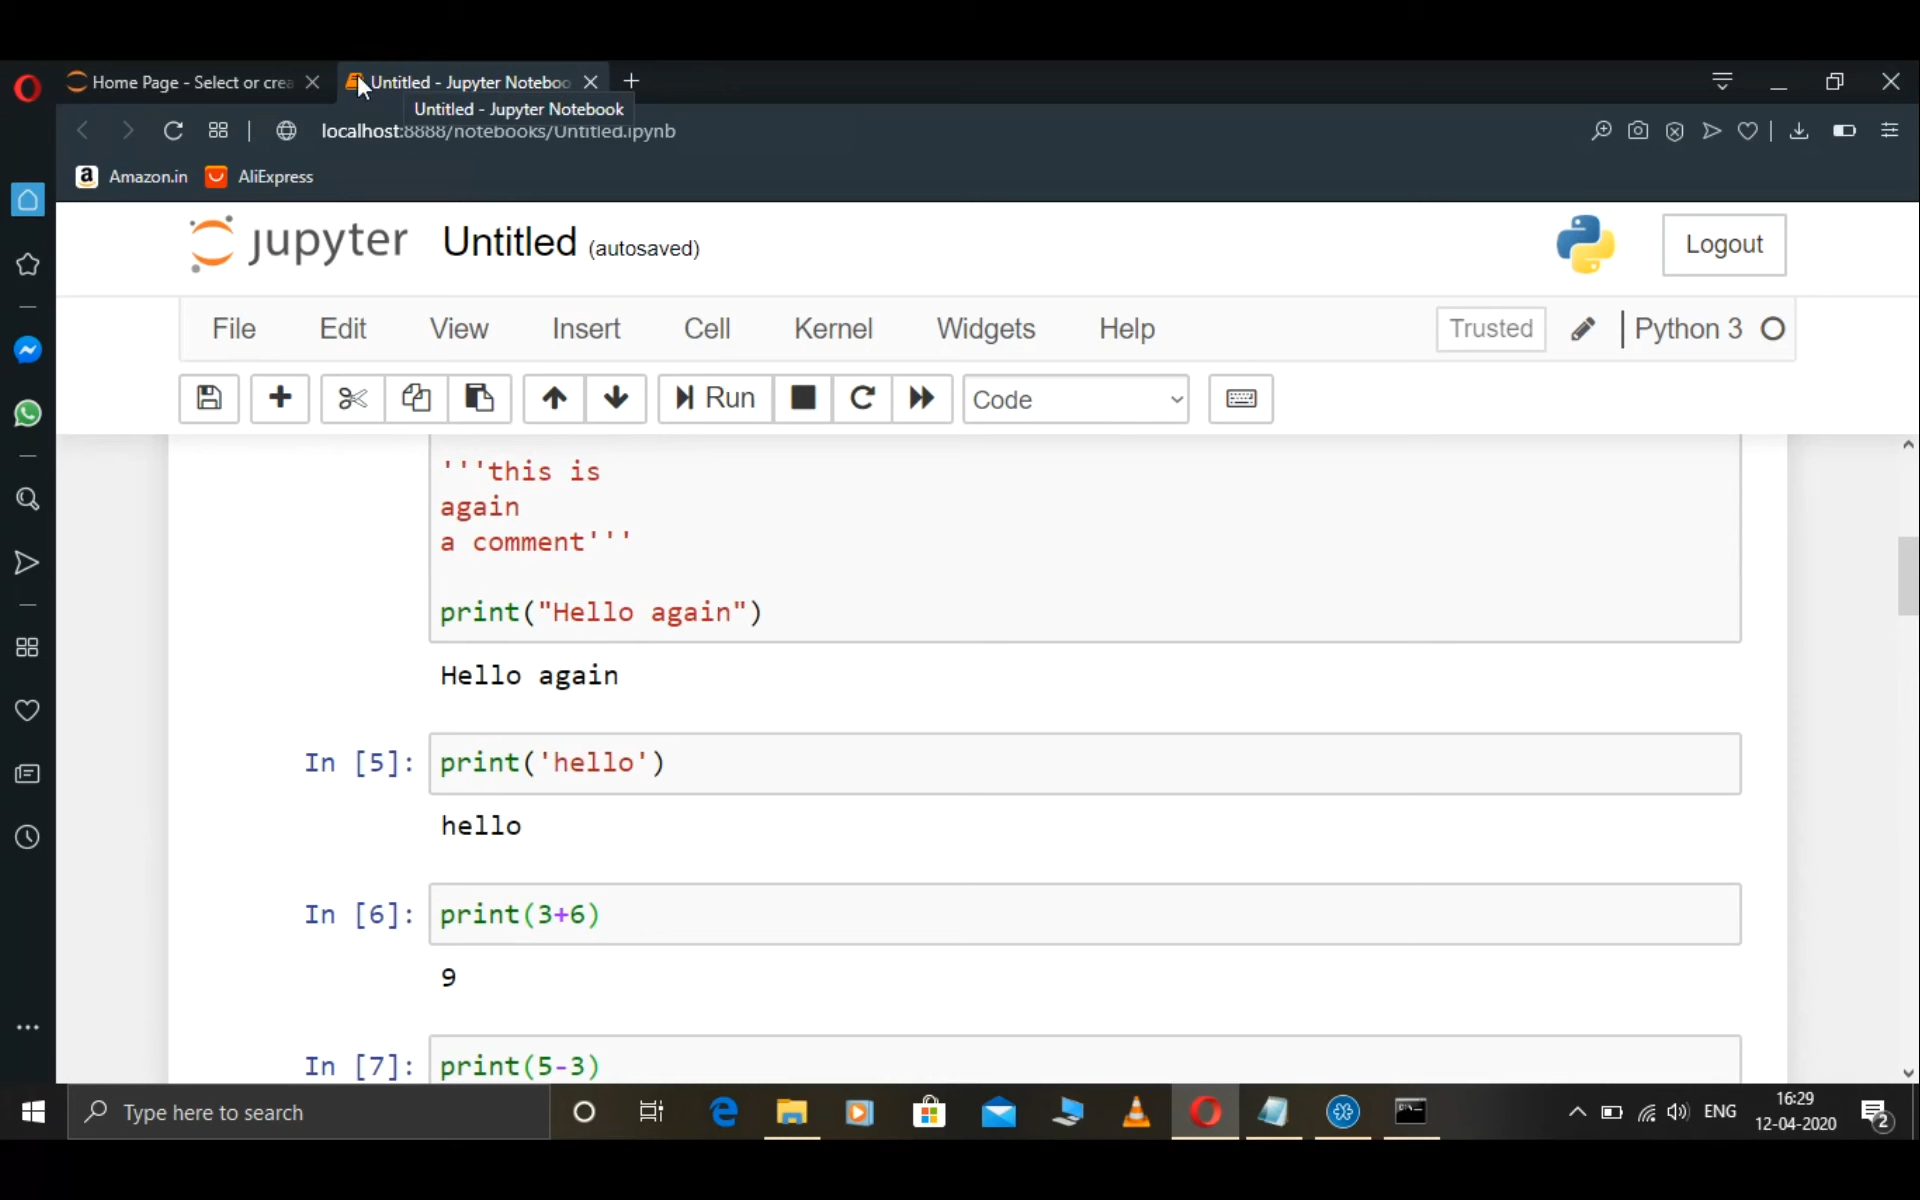 Home Page - Select or crea
Untitled - Jupyter Noteboo
Untitled - Jupyter Notebook
localhost:8888/notebooks/Untitled.ipynb
Amazon.in
AliExpress
jupyter
Untitled (autosaved)
Logout
File
Edit
View
Insert
Cell
Kernel
Widgets
Help
Trusted
Python 3
Run
Code
'''this is
again
a comment'''
print("Hello again")
Hello again
In [5]:
print('hello')
hello
In [6]:
print(3+6)
9
In [7]:
print(5-3)
Type here to search
ENG
16:29
12-04-2020
2